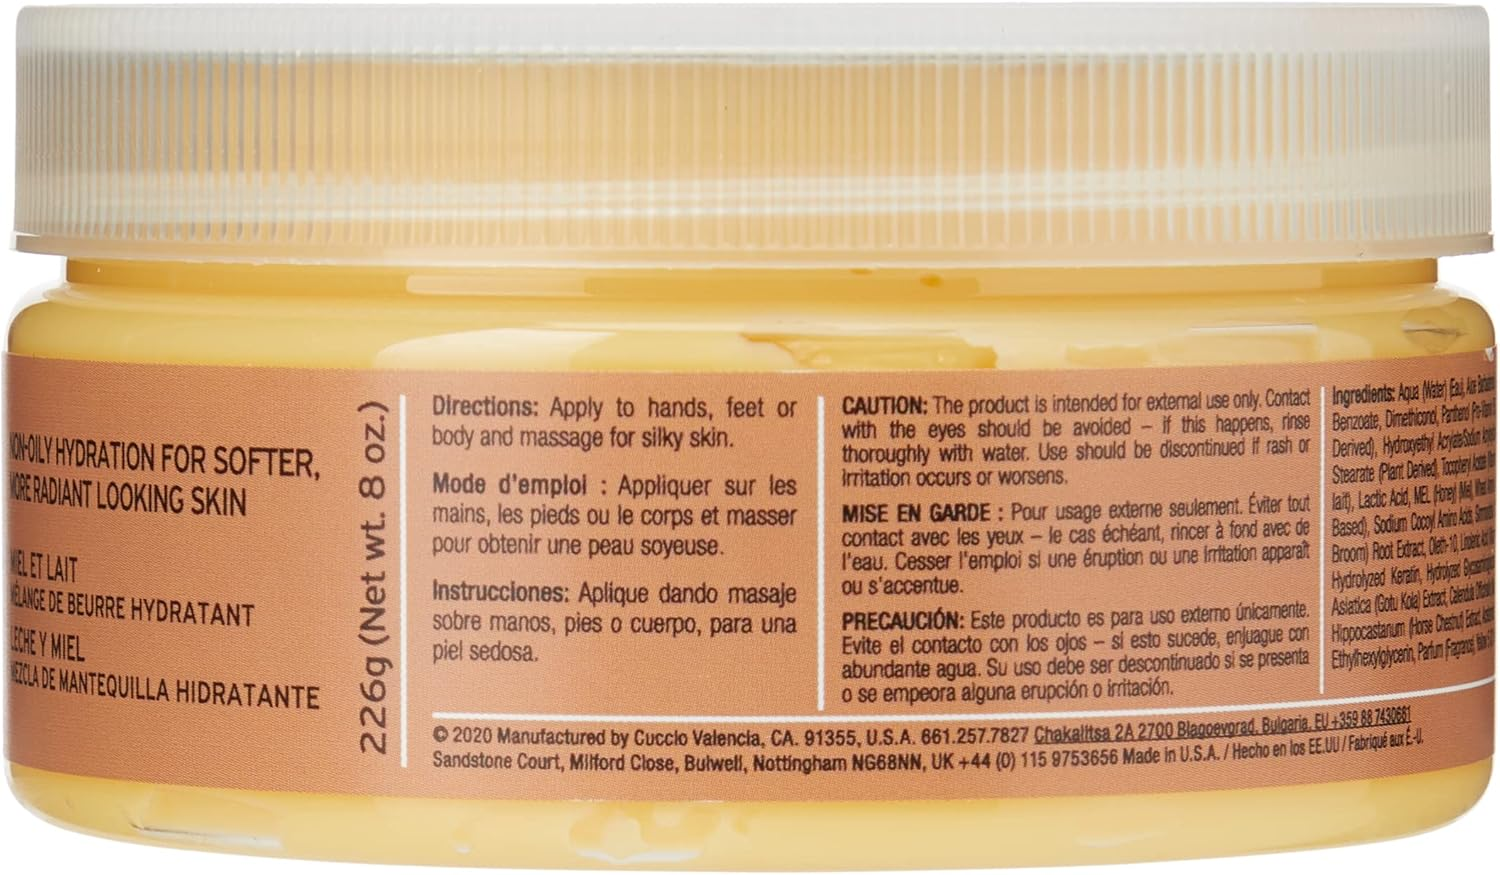 NON-OILY HYDRATION FOR SOFTER,
MORE RADIANT LOOKING SKIN
MIEL ET LAIT
MÉLANGE DE BEURRE HYDRATANT
LECHE Y MIEL
MEZCLA DE MANTEQUILLA HIDRATANTE
226g (Net wt. 8 oz.)
Directions: Apply to hands, feet or
body and massage for silky skin.
Mode d'emploi : Appliquer sur les
mains, les pieds ou le corps et masser
pour obtenir une peau soyeuse.
Instrucciones: Aplique dando masaje
sobre manos, pies o cuerpo, para una
piel sedosa.
CAUTION: The product is intended for external use only. Contact
with the eyes should be avoided – if this happens, rinse
thoroughly with water. Use should be discontinued if rash or
irritation occurs or worsens.
MISE EN GARDE : Pour usage externe seulement. Éviter tout
contact avec les yeux – le cas échéant, rincer à fond avec de
l'eau. Cesser l'emploi si une éruption ou une irritation apparaît
ou s'accentue.
PRECAUCIÓN: Este producto es para uso externo únicamente.
Evite el contacto con los ojos – si esto sucede, enjuague con
abundante agua. Su uso debe ser descontinuado si se presenta
o se empeora alguna erupción o irritación.
Ingredients: Aqua (Water) (Eau), Aloe
Benzoate, Dimethiconol, Panthenol
Derived), Hydroxyethyl Acrylate/Sodium
Stearate (Plant Derived), Tocopheryl Acetate
lait), Lactic Acid, MEL (Honey) (Miel),
Based), Sodium Cocoyl Amino Acids,
Broom) Root Extract, Oleth-10, Linoleic Acid
Hydrolyzed Keratin, Hydrolyzed
Asiatica (Gotu Kola) Extract, Calendula
Hippocastanum (Horse Chestnut) Extract,
Ethylhexylglycerin, Parfum (Fragrance),
© 2020 Manufactured by Cuccio Valencia, CA. 91355, U.S.A. 661.257.7827 Chakalitsa 2A 2700 Blagoevgrad, Bulgaria, EU +359 88 7430681
Sandstone Court, Milford Close, Bulwell, Nottingham NG68NN, UK +44 (0) 115 9753656 Made in U.S.A. / Hecho en los EE.UU / Fabriqué aux É.-U.